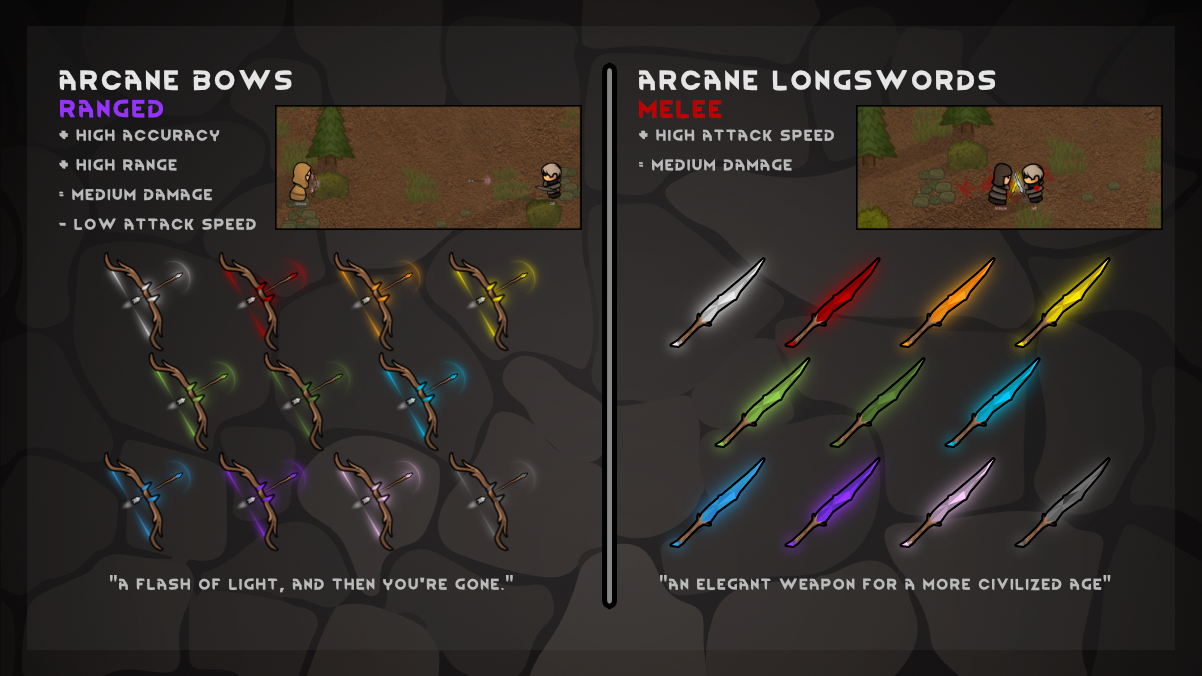 ARCANE BOWS
RANGED
+ HIGH ACCURACY
+ HIGH RANGE
= MEDIUM DAMAGE
- LOW ATTACK SPEED
"A FLASH OF LIGHT, AND THEN YOU'RE GONE."
ARCANE LONGSWORDS
MELEE
+ HIGH ATTACK SPEED
= MEDIUM DAMAGE
"AN ELEGANT WEAPON FOR A MORE CIVILIZED AGE"